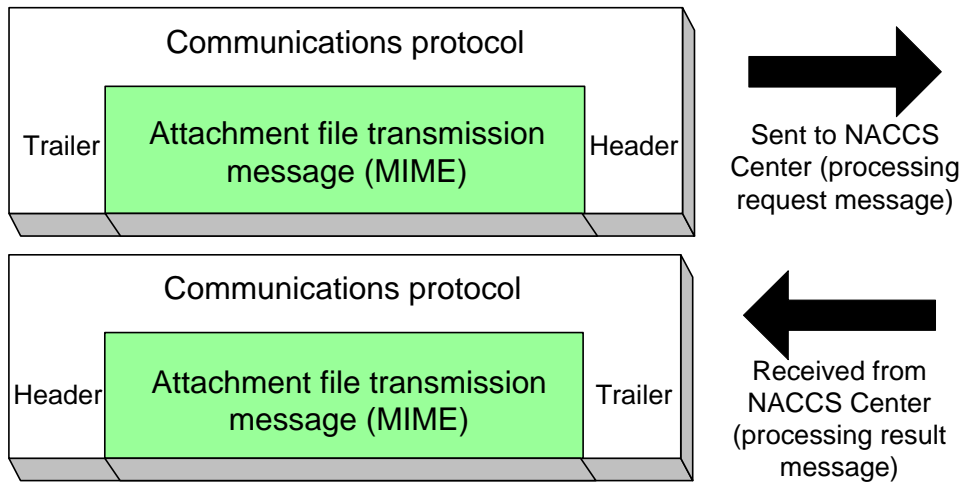 Communications protocol
Trailer
Attachment file transmission
message (MIME)
Header
Sent to NACCS
Center (processing
request message)
Communications protocol
Header
Attachment file transmission
message (MIME)
Trailer
Received from
NACCS Center
(processing result
message)